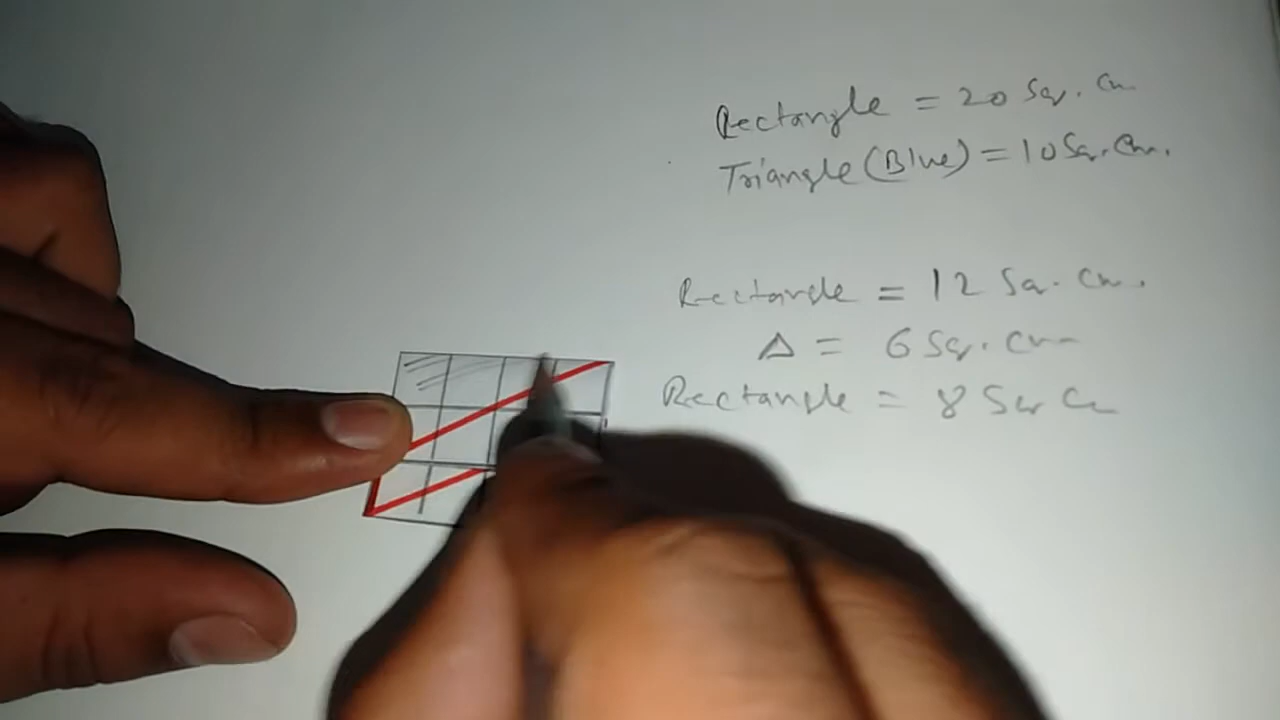 Rectangle = 20 Sq. Cm
Triangle (Blue) = 10 Sq. Cm.
Rectangle = 12 Sq. Cm.
Δ = 6 Sq. cm
Rectangle = 8 Sq Cm